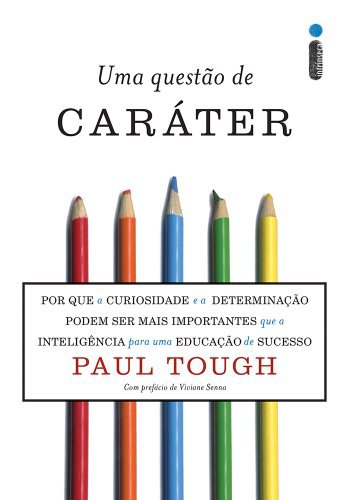 intrínseca
Uma questão de
CARÁTER
POR QUE a CURIOSIDADE e a DETERMINAÇÃO
PODEM SER MAIS IMPORTANTES que a
INTELIGÊNCIA para uma EDUCAÇÃO de SUCESSO
PAUL TOUGH
Com prefácio de Viviane Senna